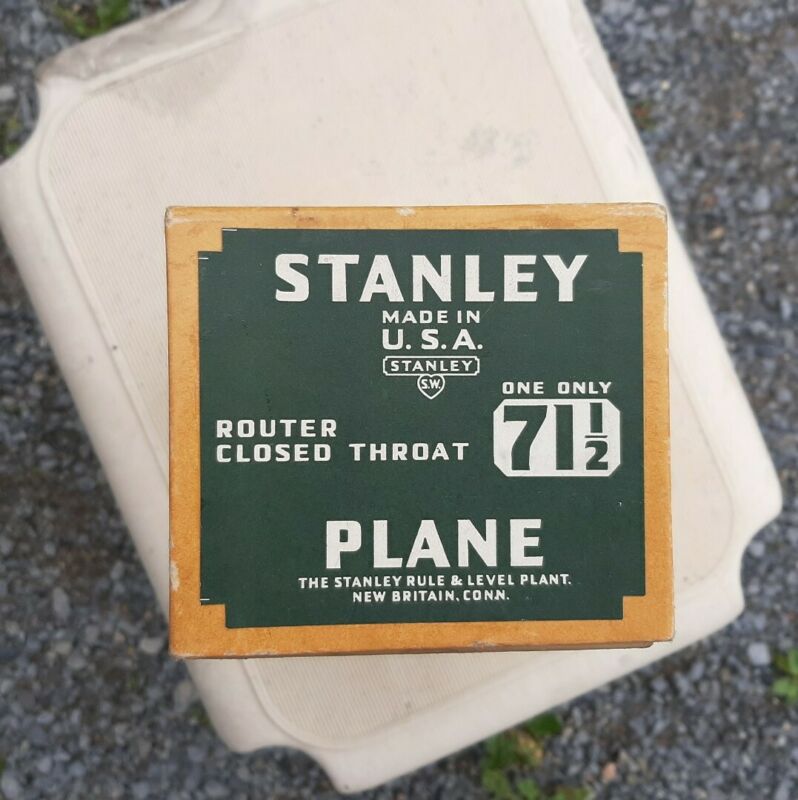 STANLEY
MADE IN
U.S.A.
STANLEY
S.W.
ONE ONLY
71 1/2
ROUTER
CLOSED THROAT
PLANE
THE STANLEY RULE & LEVEL PLANT.
NEW BRITAIN, CONN.